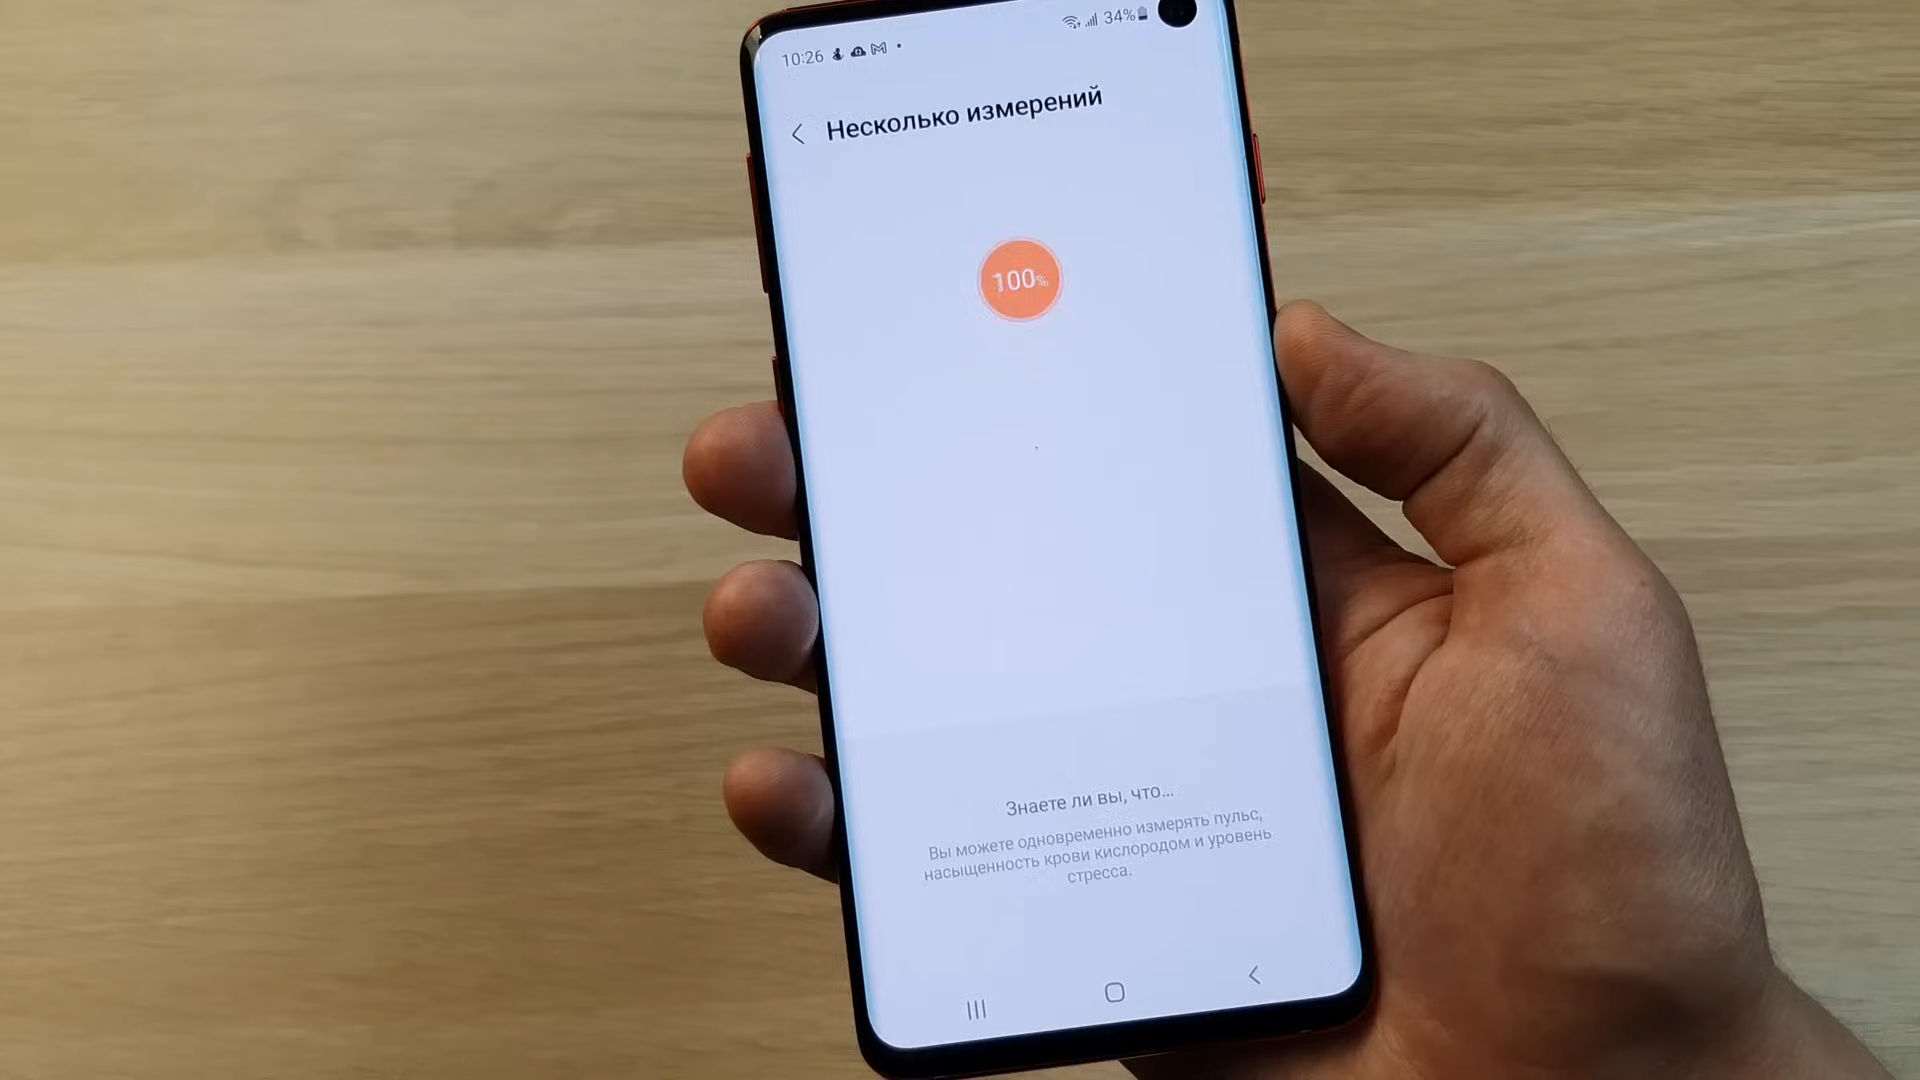 10:26
34%
Несколько измерений
100%
Знаете ли вы, что...
Вы можете одновременно измерять пульс,
насыщенность крови кислородом и уровень
стресса.